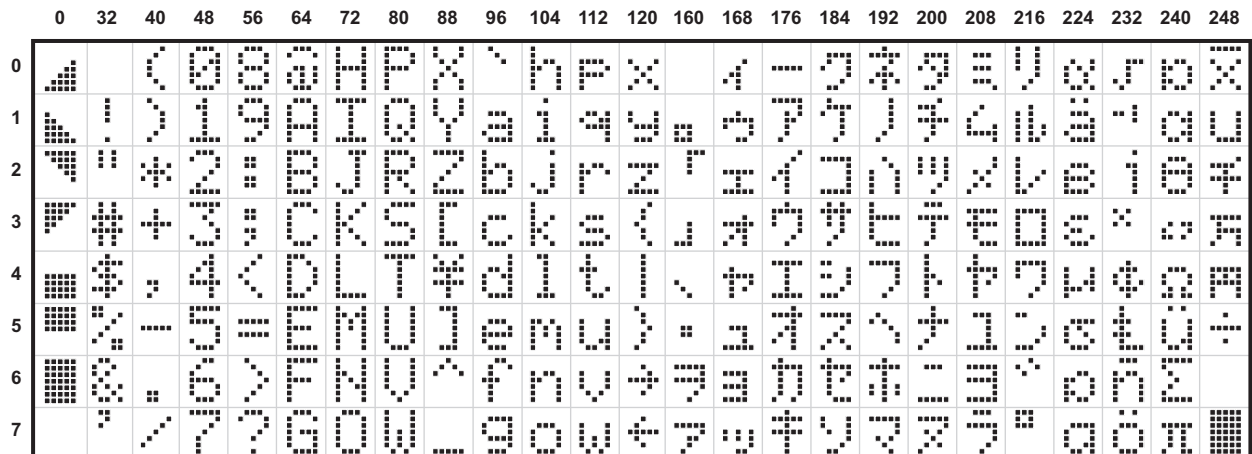 0 32 40 48 56 64 72 80 88 96 104 112 120 160 168 176 184 192 200 208 216 224 232 240 248
0 ( 0 8 @ H P X ` h p x ィ ー ク ネ タ ミ リ α √ p x̄
1 ! ) 1 9 A I Q Y a i q y 。 ゥ ア ケ ノ チ ム ル ä ⁻¹ q y
2 " * 2 : B J R Z b j r z 「 ェ イ コ ハ ツ メ レ β j θ 千
3 # + 3 ; C K S [ c k s { 」 ォ ウ サ ヒ テ モ ロ ε ˣ ∞ 万
4 $ , 4 < D L T ¥ d l t | 、 ャ エ シ フ ト ヤ ワ μ ¢ Ω 円
5 % - 5 = E M U ] e m u } ・ ュ オ ス ヘ ナ ユ ン σ £ ü ÷
6 & . 6 > F N V ^ f n v → ヲ ョ カ セ ホ ニ ヨ ゛ ρ ñ Σ
7 ' / 7 ? G O W _ g o w ← ァ ッ キ ソ マ ヌ ラ ゜ g ö π █